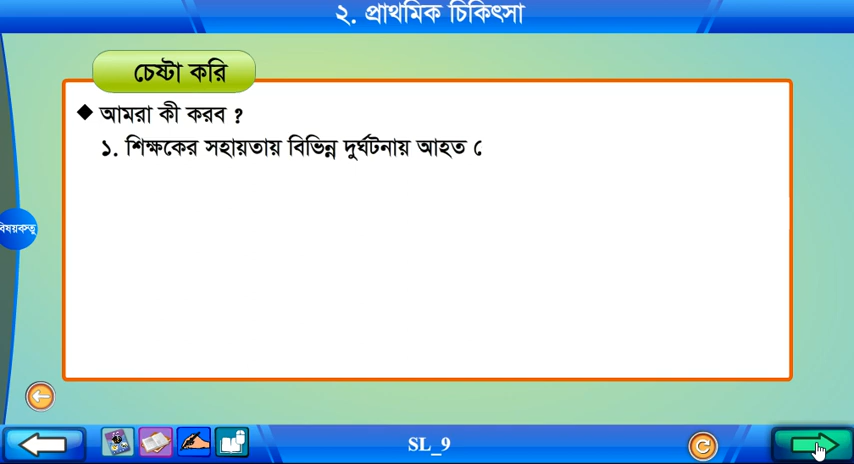 ২. প্রাথমিক চিকিৎসা
চেষ্টা করি
◆ আমরা কী করব ?
১. শিক্ষকের সহায়তায় বিভিন্ন দুর্ঘটনায় আহত ে
বিষয়বস্তু
SL_9